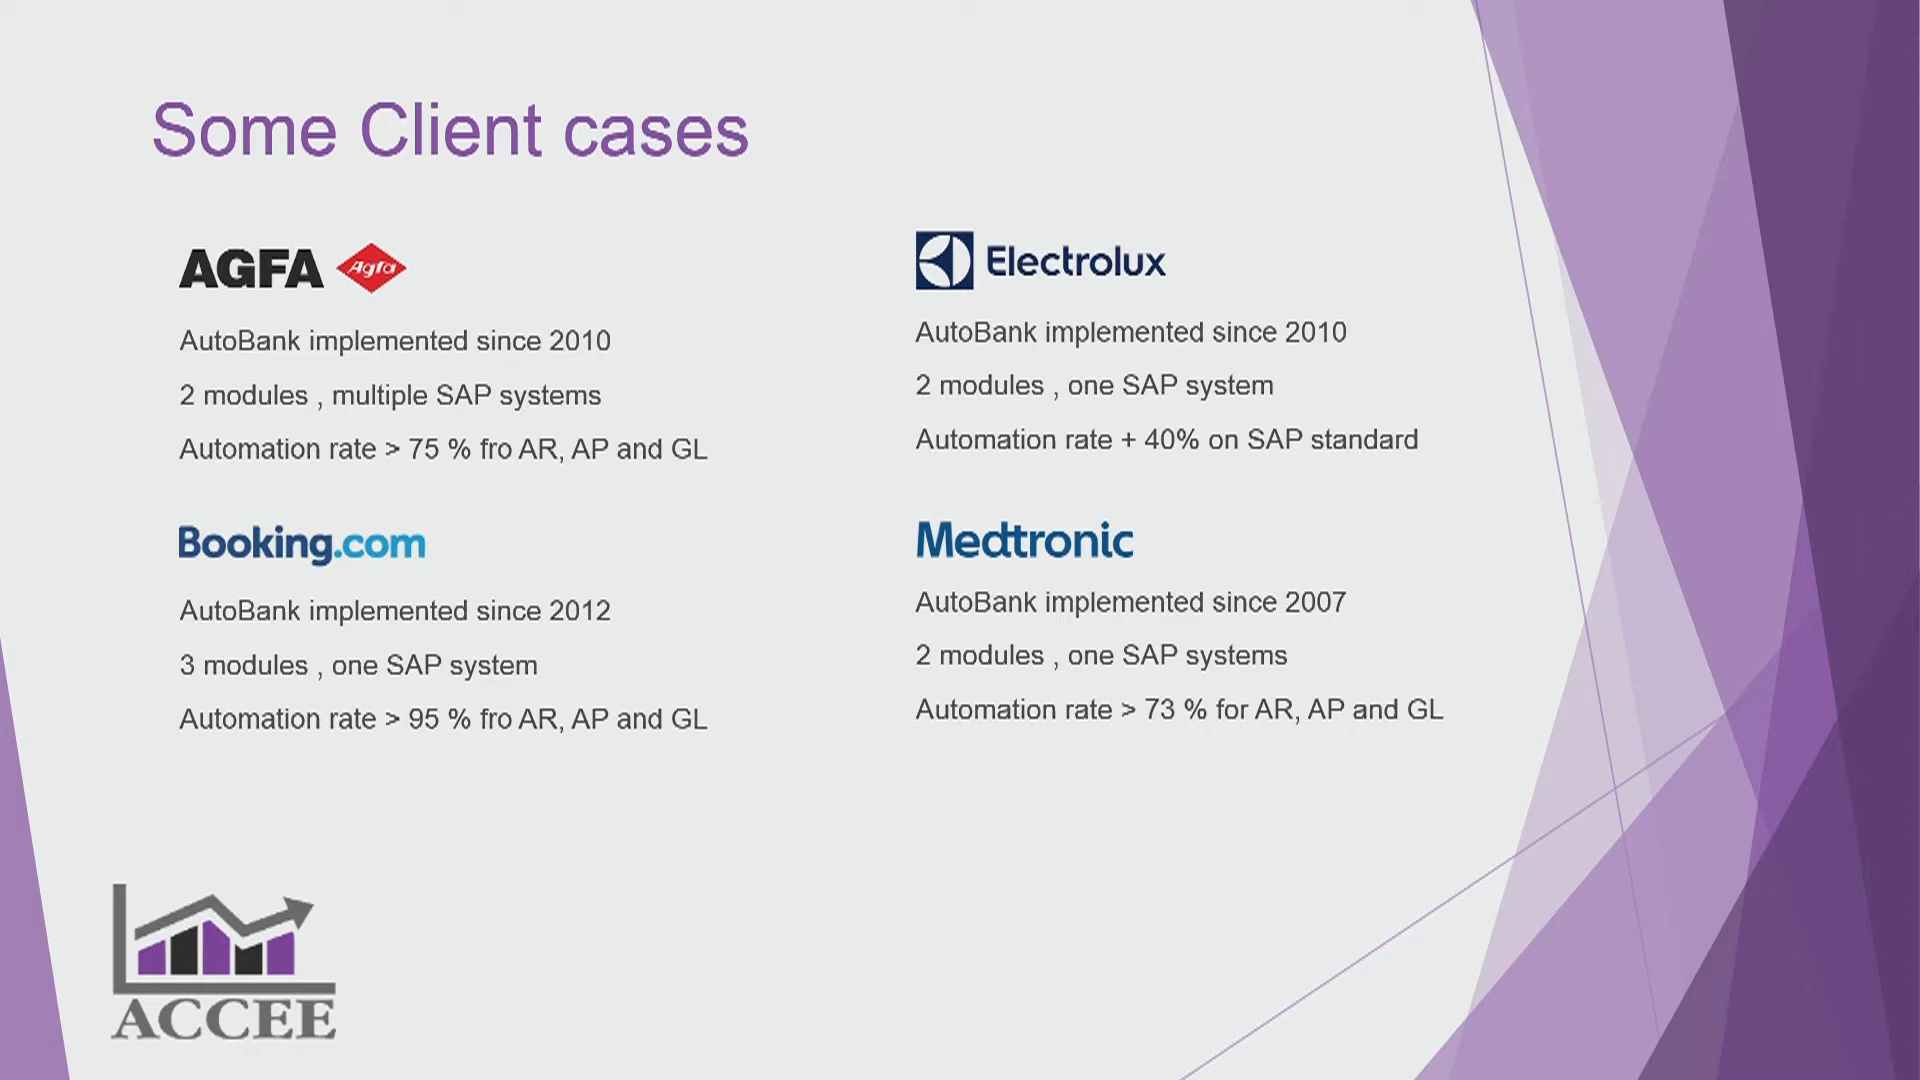 Some Client cases
AGFA Agfa
AutoBank implemented since 2010
2 modules , multiple SAP systems
Automation rate > 75 % fro AR, AP and GL
Electrolux
AutoBank implemented since 2010
2 modules , one SAP system
Automation rate + 40% on SAP standard
Booking.com
AutoBank implemented since 2012
3 modules , one SAP system
Automation rate > 95 % fro AR, AP and GL
Medtronic
AutoBank implemented since 2007
2 modules , one SAP systems
Automation rate > 73 % for AR, AP and GL
ACCEE